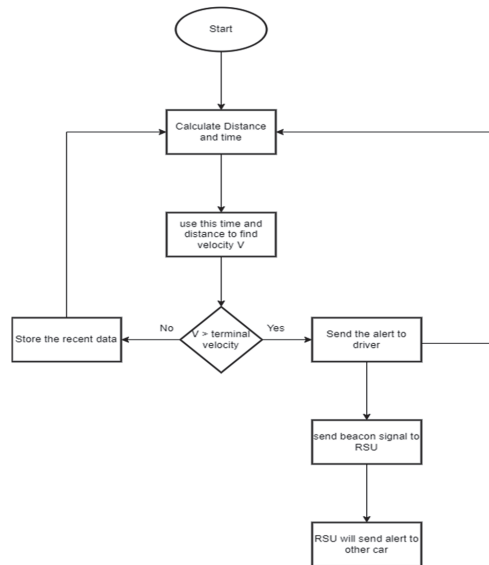 Start
Calculate Distance
and time
use this time and
distance to find
velocity V
No
V > terminal
velocity
Yes
Store the recent data
Send the alert to
driver
send beacon signal to
RSU
RSU will send alert to
other car